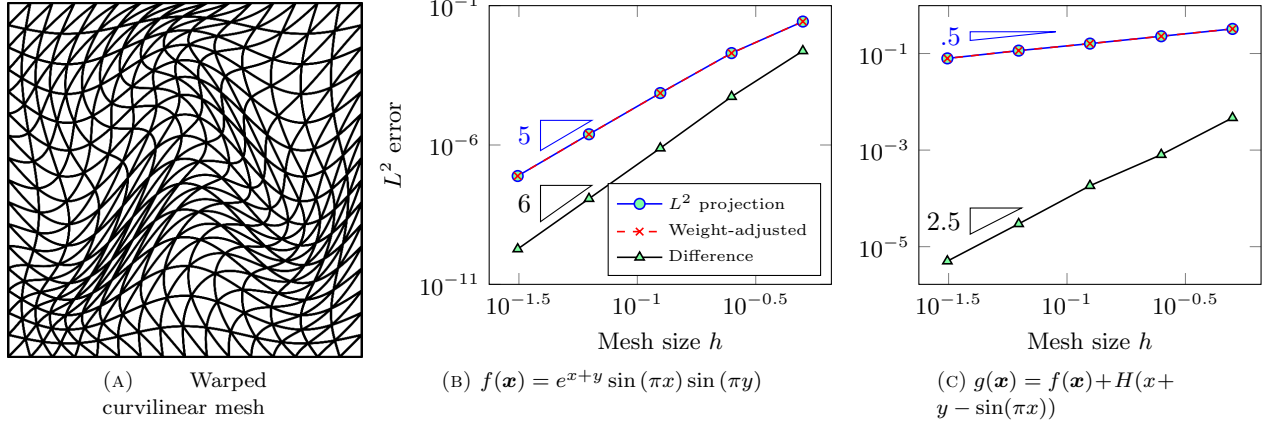 10^{-1}
10^{-6}
10^{-11}
L^2 error
5
6
L^2 projection
Weight-adjusted
Difference
10^{-1.5}
10^{-1}
10^{-0.5}
Mesh size h
10^{-1}
10^{-3}
10^{-5}
.5
2.5
10^{-1.5}
10^{-1}
10^{-0.5}
Mesh size h
(A) Warped
curvilinear mesh
(B) f(x) = e^{x+y} sin (πx) sin (πy)
(C) g(x) = f(x)+H(x+
y − sin(πx))